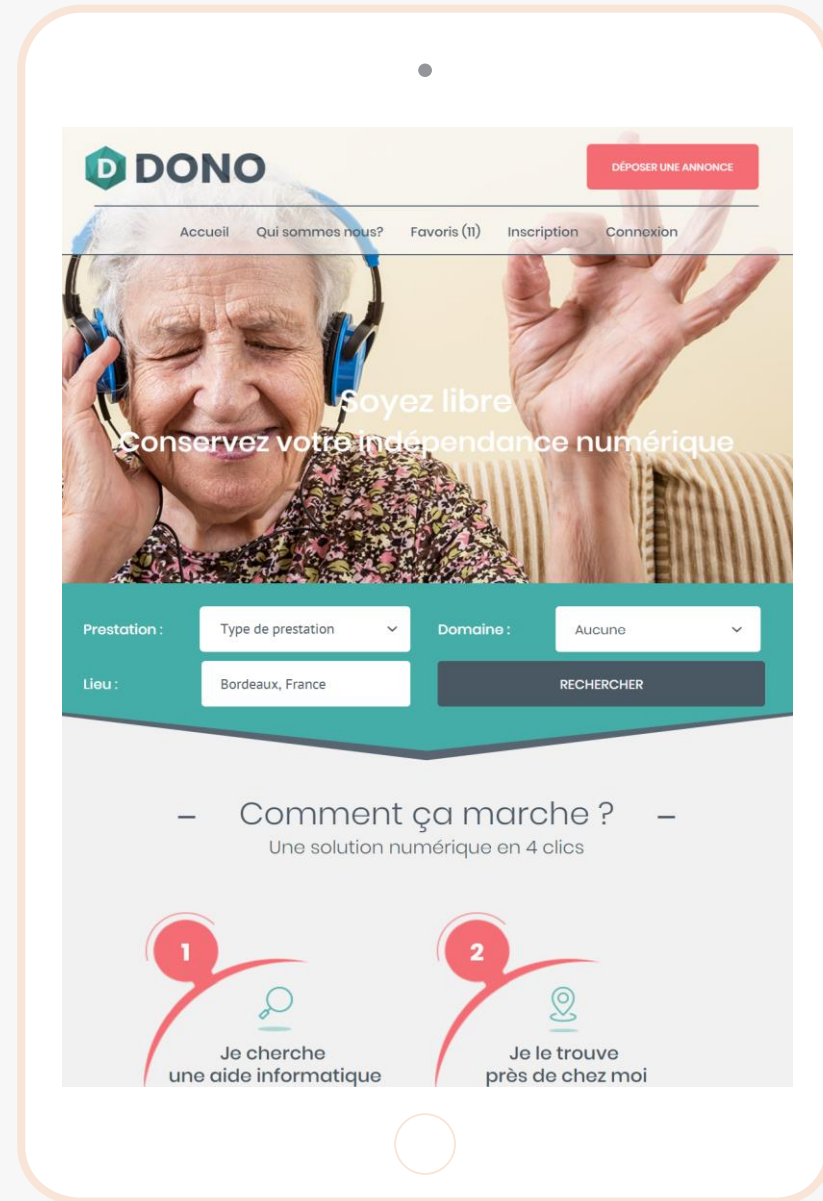 D DONO
DÉPOSER UNE ANNONCE
Accueil Qui sommes nous? Favoris (11) Inscription Connexion
Soyez libre
Conservez votre indépendance numérique
Prestation : Type de prestation Domaine : Aucune
Lieu : Bordeaux, France RECHERCHER
– Comment ça marche ? –
Une solution numérique en 4 clics
1 2
Je cherche
une aide informatique
Je le trouve
près de chez moi